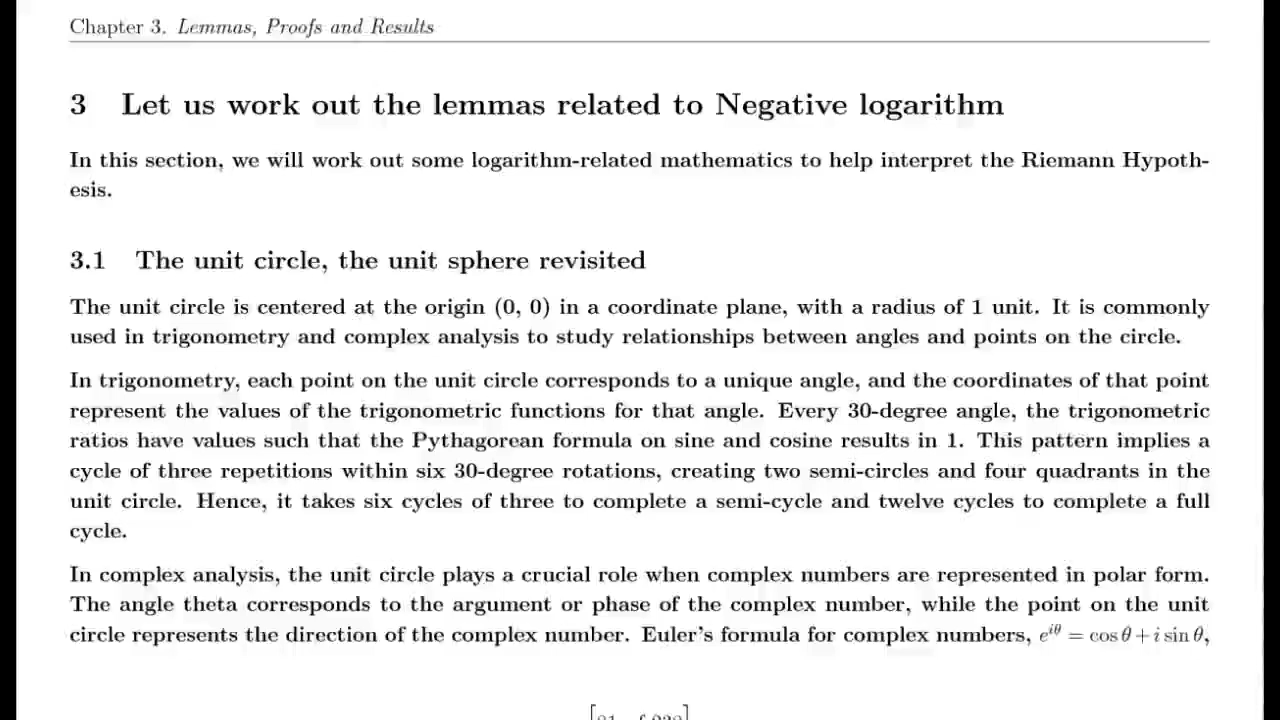 Chapter 3. Lemmas, Proofs and Results
3 Let us work out the lemmas related to Negative logarithm
In this section, we will work out some logarithm-related mathematics to help interpret the Riemann Hypoth-
esis.
3.1 The unit circle, the unit sphere revisited
The unit circle is centered at the origin (0, 0) in a coordinate plane, with a radius of 1 unit. It is commonly
used in trigonometry and complex analysis to study relationships between angles and points on the circle.
In trigonometry, each point on the unit circle corresponds to a unique angle, and the coordinates of that point
represent the values of the trigonometric functions for that angle. Every 30-degree angle, the trigonometric
ratios have values such that the Pythagorean formula on sine and cosine results in 1. This pattern implies a
cycle of three repetitions within six 30-degree rotations, creating two semi-circles and four quadrants in the
unit circle. Hence, it takes six cycles of three to complete a semi-cycle and twelve cycles to complete a full
cycle.
In complex analysis, the unit circle plays a crucial role when complex numbers are represented in polar form.
The angle theta corresponds to the argument or phase of the complex number, while the point on the unit
circle represents the direction of the complex number. Euler's formula for complex numbers, e^{iθ} = cos θ + i sin θ,